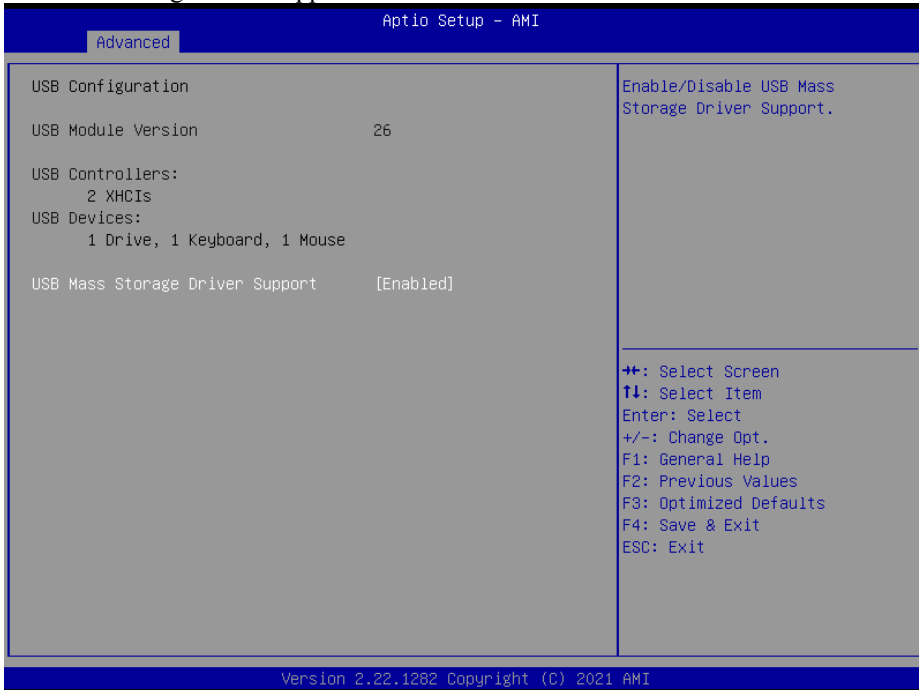 Aptio Setup – AMI
Advanced
USB Configuration
USB Module Version 26
USB Controllers:
2 XHCIs
USB Devices:
1 Drive, 1 Keyboard, 1 Mouse
USB Mass Storage Driver Support [Enabled]
Enable/Disable USB Mass
Storage Driver Support.
→←: Select Screen
↑↓: Select Item
Enter: Select
+/-: Change Opt.
F1: General Help
F2: Previous Values
F3: Optimized Defaults
F4: Save & Exit
ESC: Exit
Version 2.22.1282 Copyright (C) 2021 AMI